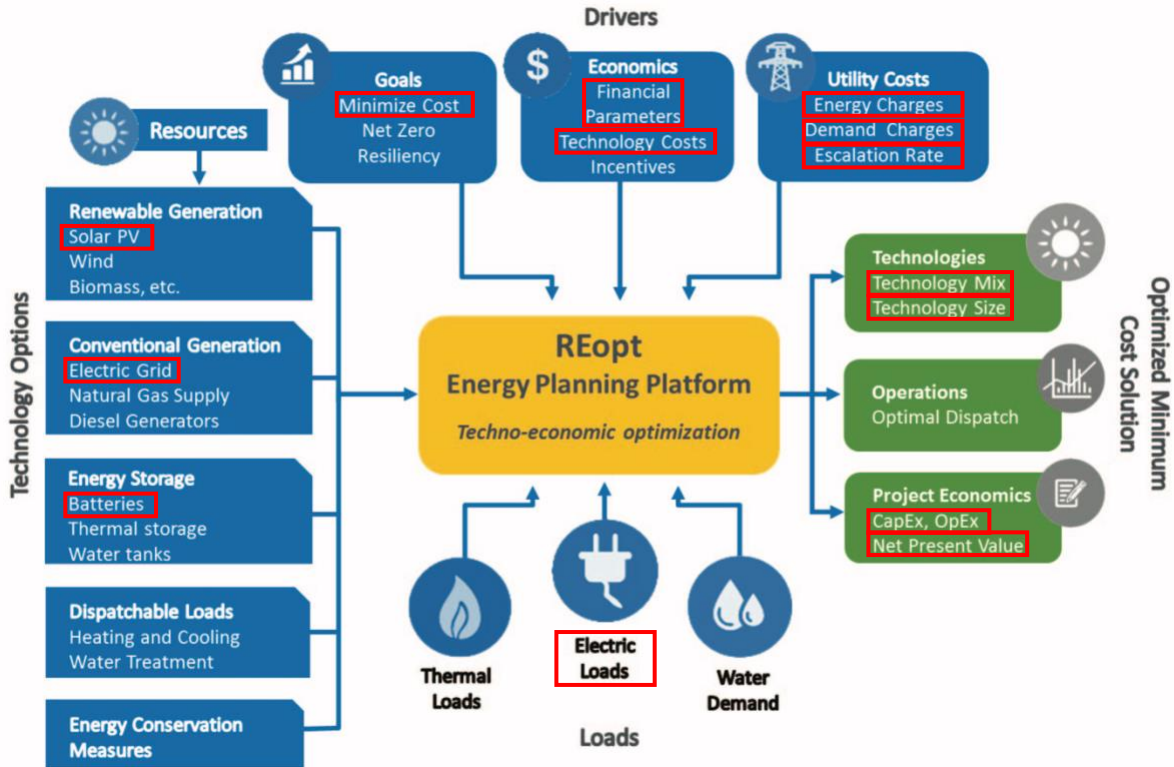 Drivers
Goals
Minimize Cost
Net Zero
Resiliency
Economics
Financial
Parameters
Technology Costs
Incentives
Utility Costs
Energy Charges
Demand Charges
Escalation Rate
Resources
Technology Options
Renewable Generation
Solar PV
Wind
Biomass, etc.
Conventional Generation
Electric Grid
Natural Gas Supply
Diesel Generators
Energy Storage
Batteries
Thermal storage
Water tanks
Dispatchable Loads
Heating and Cooling
Water Treatment
Energy Conservation
Measures
REopt
Energy Planning Platform
Techno-economic optimization
Thermal
Loads
Electric
Loads
Water
Demand
Loads
Technologies
Technology Mix
Technology Size
Operations
Optimal Dispatch
Project Economics
CapEx, OpEx
Net Present Value
Optimized Minimum
Cost Solution